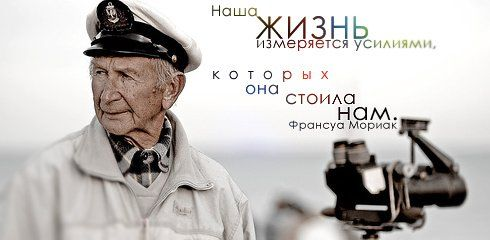 Наша
ЖИЗНЬ
измеряется усилиями,
которых
она
стоила
нам.
Франсуа Мориак